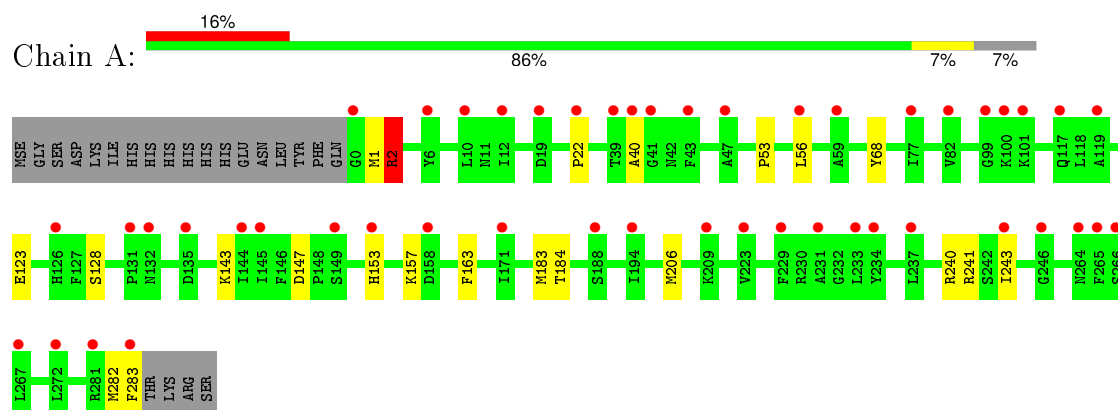 16%
Chain A:
86% 7% 7%
MSE GLY SER ASP LYS ILE HIS HIS HIS HIS HIS HIS GLU ASN LEU TYR PHE GLN G0 M1 R2 Y6 L10 N11 I12 D19 P22 T39 A40 G41 N42 F43 A47 P53 L56 A59 Y68 I77 V82 G99 K100 K101 Q117 L118 A119
E123 H126 F127 S128 P131 N132 D135 K143 I144 I145 F146 D147 P148 S149 H153 K157 D158 F163 I171 M183 T184 S188 I194 M206 K209 V223 F229 R230 A231 G232 L233 Y234 L237 R240 R241 S242 I243 G246 N264 F265 S266
L267 L272 R281 M282 F283 THR LYS ARG SER